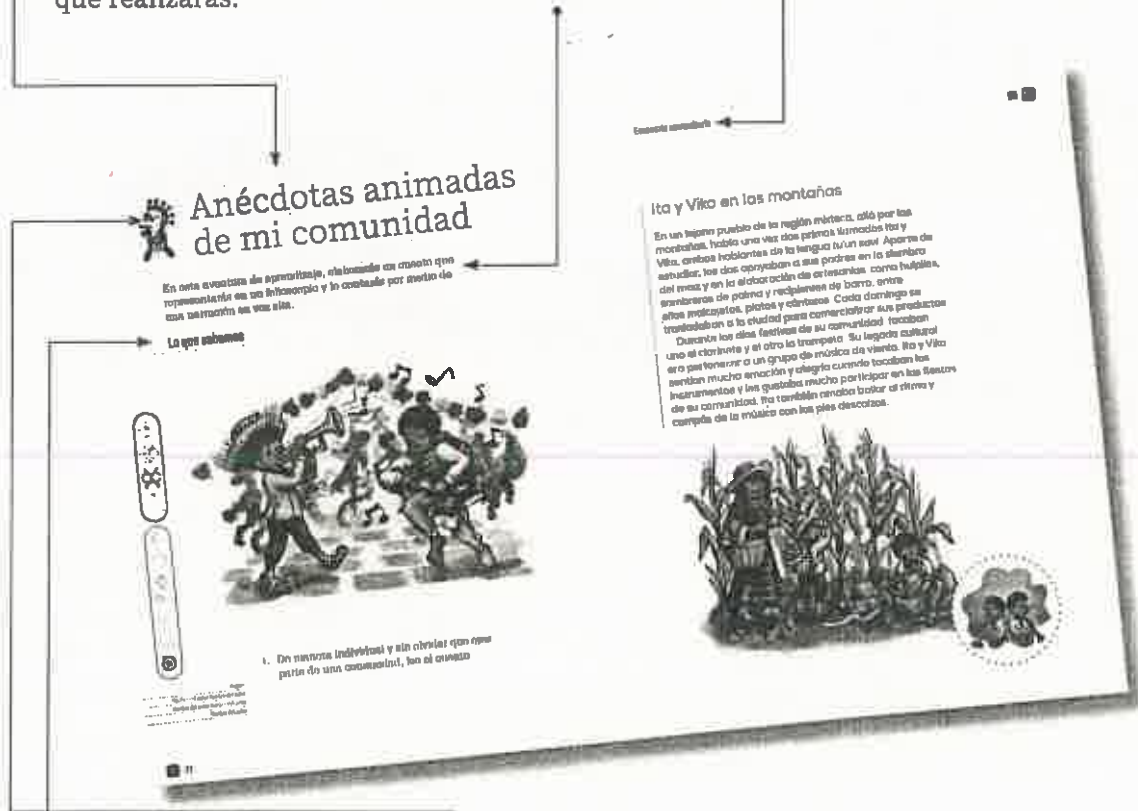 que realizarás.
Anécdotas animadas
de mi comunidad
En esta aventura de aprendizaje, elaborarás un cuento que
representarás en un folioscopio y lo contarás por medio de
una narración en voz alta.
Lo que sabemos
1. De manera individual y sin olvidar que eres
parte de una comunidad, lee el cuento
Escenario comunitario
Ita y Viko en las montañas
En un lejano pueblo de la región mixteca, allá por las
montañas, había una vez dos primos llamados Ita y
Viko, ambos hablantes de la lengua tu'un savi. Aparte de
estudiar, los dos apoyaban a sus padres en la siembra
del maíz y en la elaboración de artesanías como huipiles,
sombreros de palma y recipientes de barro, entre
ellos molcajetes, platos y cántaros. Cada domingo se
trasladaban a la ciudad para comercializar sus productos
Durante los días festivos de su comunidad tocaban
uno el clarinete y el otro la trompeta. Su legado cultural
era pertenecer a un grupo de música de viento. Ita y Viko
sentían mucha emoción y alegría cuando tocaban los
instrumentos y les gustaba mucho participar en las fiestas
de su comunidad. Ita también amaba bailar al ritmo y
compás de la música con los pies descalzos.